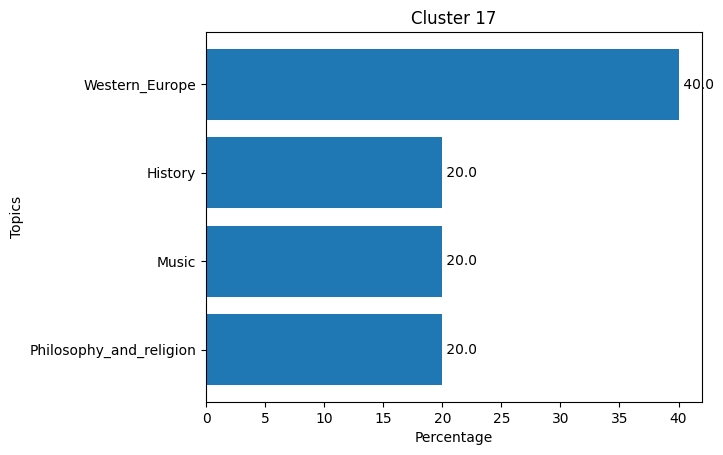 Cluster 17
Western_Europe 40.0
History 20.0
Music 20.0
Philosophy_and_religion 20.0
Topics
0 5 10 15 20 25 30 35 40
Percentage